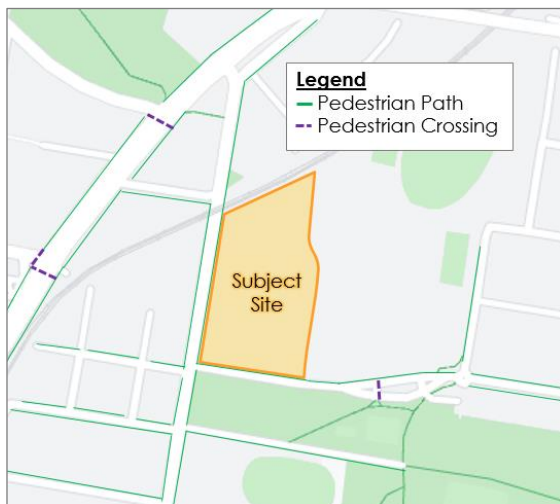 Legend
Pedestrian Path
Pedestrian Crossing
Subject
Site